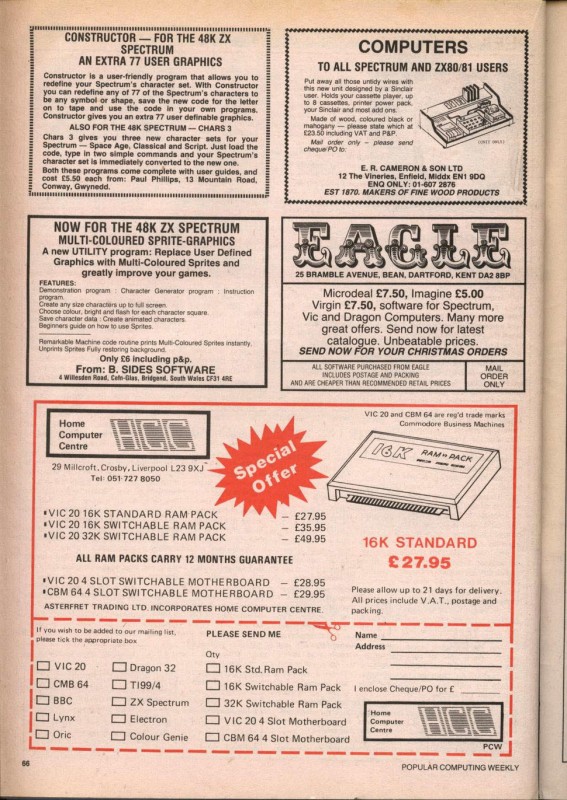 CONSTRUCTOR — FOR THE 48K ZX
SPECTRUM
AN EXTRA 77 USER GRAPHICS
Constructor is a user-friendly program that allows you to
redefine your Spectrum's character set. With Constructor
you can redefine any of 77 of the Spectrum's characters to
be any symbol or shape, save the new code for the letter
on to tape and use the code in your own programs.
Constructor gives you an extra 77 user definable graphics.
ALSO FOR THE 48K SPECTRUM — CHARS 3
Chars 3 gives you three new character sets for your
Spectrum — Space Age, Classical and Script. Just load the
code, type in two simple commands and your Spectrum's
character set is immediately converted to the new one.
Both these programs come complete with user guides, and
cost £5.50 each from: Paul Phillips, 13 Mountain Road,
Conway, Gwynedd.
COMPUTERS
TO ALL SPECTRUM AND ZX80/81 USERS
Put away all those untidy wires with
this new unit designed by a Sinclair
user. Holds your cassette player, up
to 8 cassettes, printer power pack,
your Sinclair and most add ons.
Made of wood, coloured black or
mahogany — please state which at
£23.50 including VAT and P&P.
Mail order only – please send
cheque/PO to:
E. R. CAMERON & SON LTD
12 The Vineries, Enfield, Middx EN1 9DQ
ENQ ONLY: 01-607 2876
EST 1870. MAKERS OF FINE WOOD PRODUCTS
NOW FOR THE 48K ZX SPECTRUM
MULTI-COLOURED SPRITE-GRAPHICS
A new UTILITY program: Replace User Defined
Graphics with Multi-Coloured Sprites and
greatly improve your games.
FEATURES:
Demonstration program : Character Generator program : Instruction
program.
Create any size characters up to full screen.
Choose colour, bright and flash for each character square.
Save character data : Create animated characters.
Beginners guide on how to use Sprites.
Remarkable Machine code routine prints Multi-Coloured Sprites instantly.
Unprints Sprites Fully restoring background.
Only £6 including p&p.
From: B. SIDES SOFTWARE
4 Willesden Road, Cefn-Glas, Bridgend, South Wales CF31 4RE
EAGLE
25 BRAMBLE AVENUE, BEAN, DARTFORD, KENT DA2 8BP
Microdeal £7.50, Imagine £5.00
Virgin £7.50, software for Spectrum,
Vic and Dragon Computers. Many more
great offers. Send now for latest
catalogue. Unbeatable prices.
SEND NOW FOR YOUR CHRISTMAS ORDERS
ALL SOFTWARE PURCHASED FROM EAGLE
INCLUDES POSTAGE AND PACKING
AND ARE CHEAPER THAN RECOMMENDED RETAIL PRICES
MAIL
ORDER
ONLY
Home
Computer
Centre
HCC
29 Millcroft, Crosby, Liverpool L23 9XJ
Tel: 051-727 8050
Special
Offer
VIC 20 and CBM 64 are reg'd trade marks
Commodore Business Machines
16K RAM PACK
VIC 20 16K STANDARD RAM PACK – £27.95
VIC 20 16K SWITCHABLE RAM PACK – £35.95
VIC 20 32K SWITCHABLE RAM PACK – £49.95
16K STANDARD
£27.95
ALL RAM PACKS CARRY 12 MONTHS GUARANTEE
VIC 20 4 SLOT SWITCHABLE MOTHERBOARD – £28.95
CBM 64 4 SLOT SWITCHABLE MOTHERBOARD – £29.95
ASTERFRET TRADING LTD. INCORPORATES HOME COMPUTER CENTRE.
Please allow up to 21 days for delivery.
All prices include V.A.T., postage and
packing.
If you wish to be added to our mailing list,
please tick the appropriate box
VIC 20
Dragon 32
CMB 64
TI99/4
BBC
ZX Spectrum
Lynx
Electron
Oric
Colour Genie
PLEASE SEND ME
Qty
16K Std. Ram Pack
16K Switchable Ram Pack
32K Switchable Ram Pack
VIC 20 4 Slot Motherboard
CBM 64 4 Slot Motherboard
Name
Address
I enclose Cheque/PO for £
Home
Computer
Centre
HCC
PCW
66
POPULAR COMPUTING WEEKLY